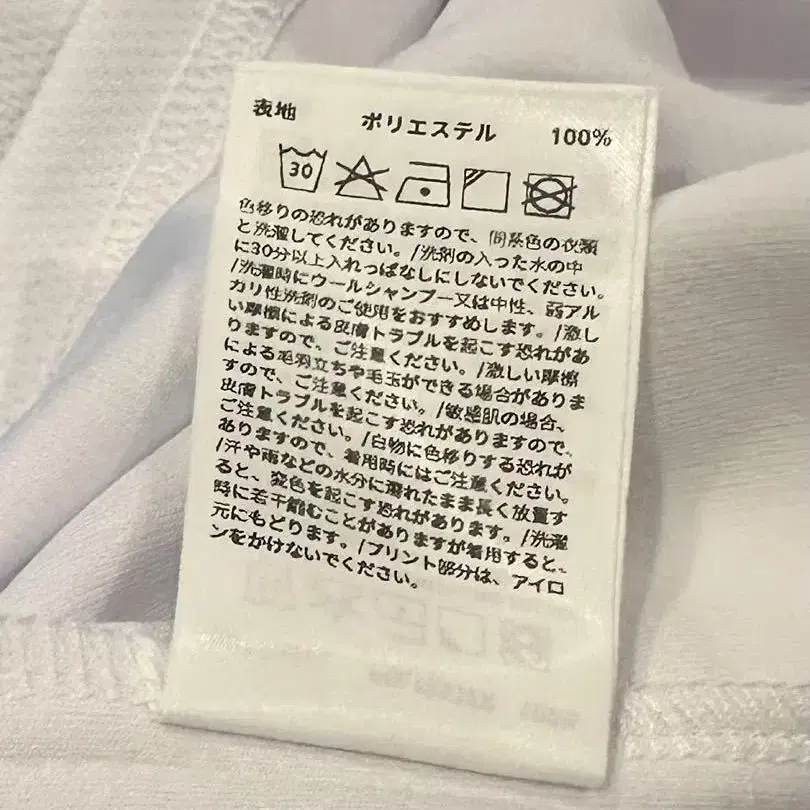 表地 ポリエステル 100%
30
色移りの恐れがありますので、同系色の衣類
と洗濯してください。/洗剤の入った水の中
に30分以上入れっぱなしにしないでください。
/洗濯時にウールシャンプー又は中性、弱アル
カリ性洗剤のご使用をおすすめします。/激し
い摩擦による皮膚トラブルを起こす恐れがあ
りますので、ご注意ください。/激しい摩擦
による毛羽立ちや毛玉ができる場合がありま
すので、ご注意ください。/敏感肌の場合、
皮膚トラブルを起こす恐れがありますので、
ご注意ください。/白物に色移りする恐れが
ありますので、着用時にはご注意ください。
/汗や雨などの水分に濡れたまま長く放置す
ると、変色を起こす恐れがあります。/洗濯
時に若干縮むことがありますが着用すると、
元にもどります。/プリント部分は、アイロ
ンをかけないでください。